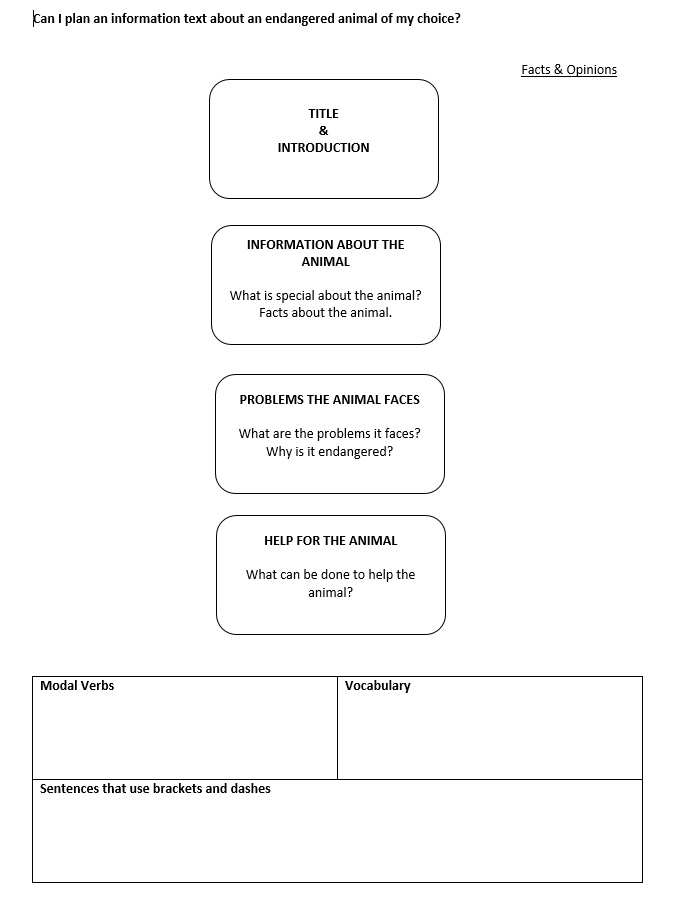 Can I plan an information text about an endangered animal of my choice?
Facts & Opinions
TITLE
&
INTRODUCTION
INFORMATION ABOUT THE
ANIMAL
What is special about the animal?
Facts about the animal.
PROBLEMS THE ANIMAL FACES
What are the problems it faces?
Why is it endangered?
HELP FOR THE ANIMAL
What can be done to help the
animal?
Modal Verbs
Vocabulary
Sentences that use brackets and dashes